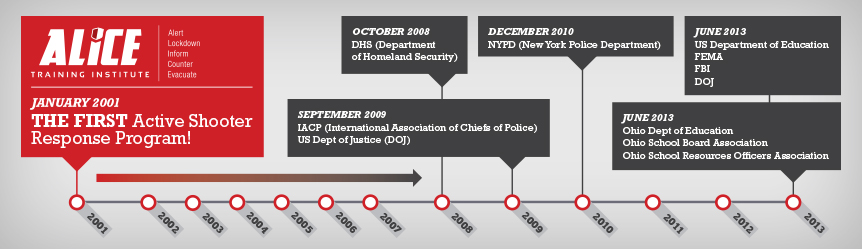 ALiCE
TRAINING INSTITUTE
Alert
Lockdown
Inform
Counter
Evacuate
JANUARY 2001
THE FIRST Active Shooter
Response Program!
OCTOBER 2008
DHS (Department
of Homeland Security)
SEPTEMBER 2009
IACP (International Association of Chiefs of Police)
US Dept of Justice (DOJ)
DECEMBER 2010
NYPD (New York Police Department)
JUNE 2013
US Department of Education
FEMA
FBI
DOJ
JUNE 2013
Ohio Dept of Education
Ohio School Board Association
Ohio School Resources Officers Association
2001
2002
2003
2004
2005
2006
2007
2008
2009
2010
2011
2012
2013